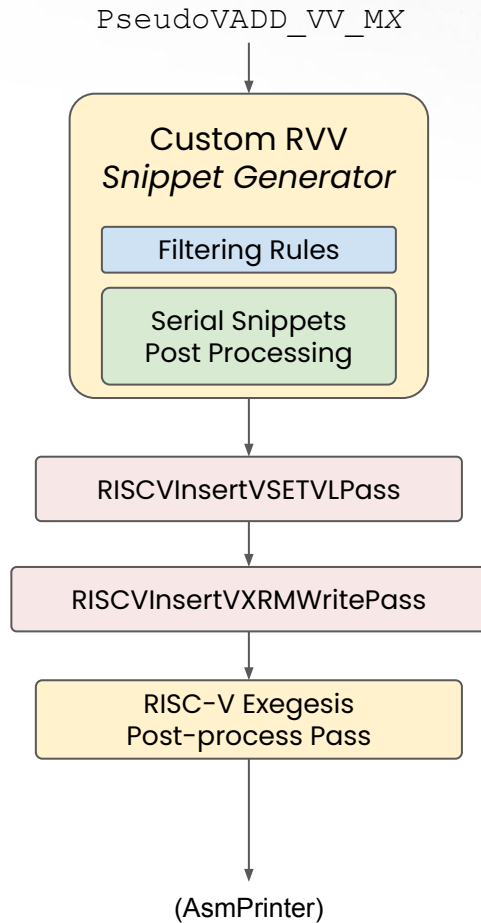 PseudoVADD_VV_MX
Custom RVV
Snippet Generator
Filtering Rules
Serial Snippets
Post Processing
RISCVInsertVSETVLPass
RISCVInsertVXRMWritePass
RISC-V Exegesis
Post-process Pass
(AsmPrinter)